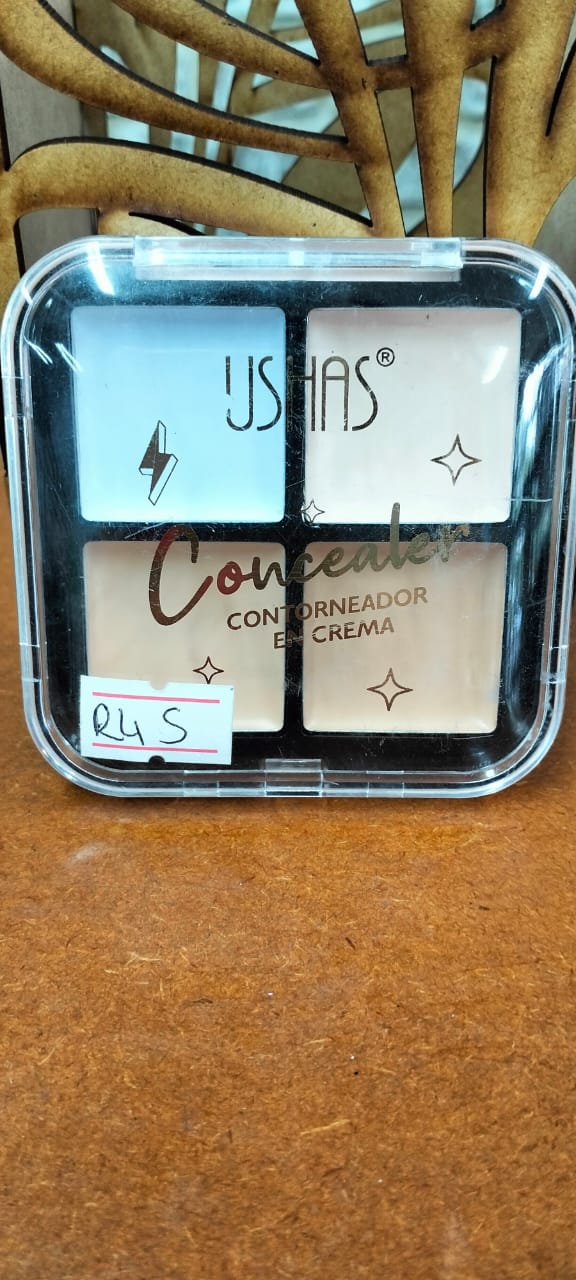 USHAS®
Concealer
CONTORNEADOR
EN CREMA
R4 S